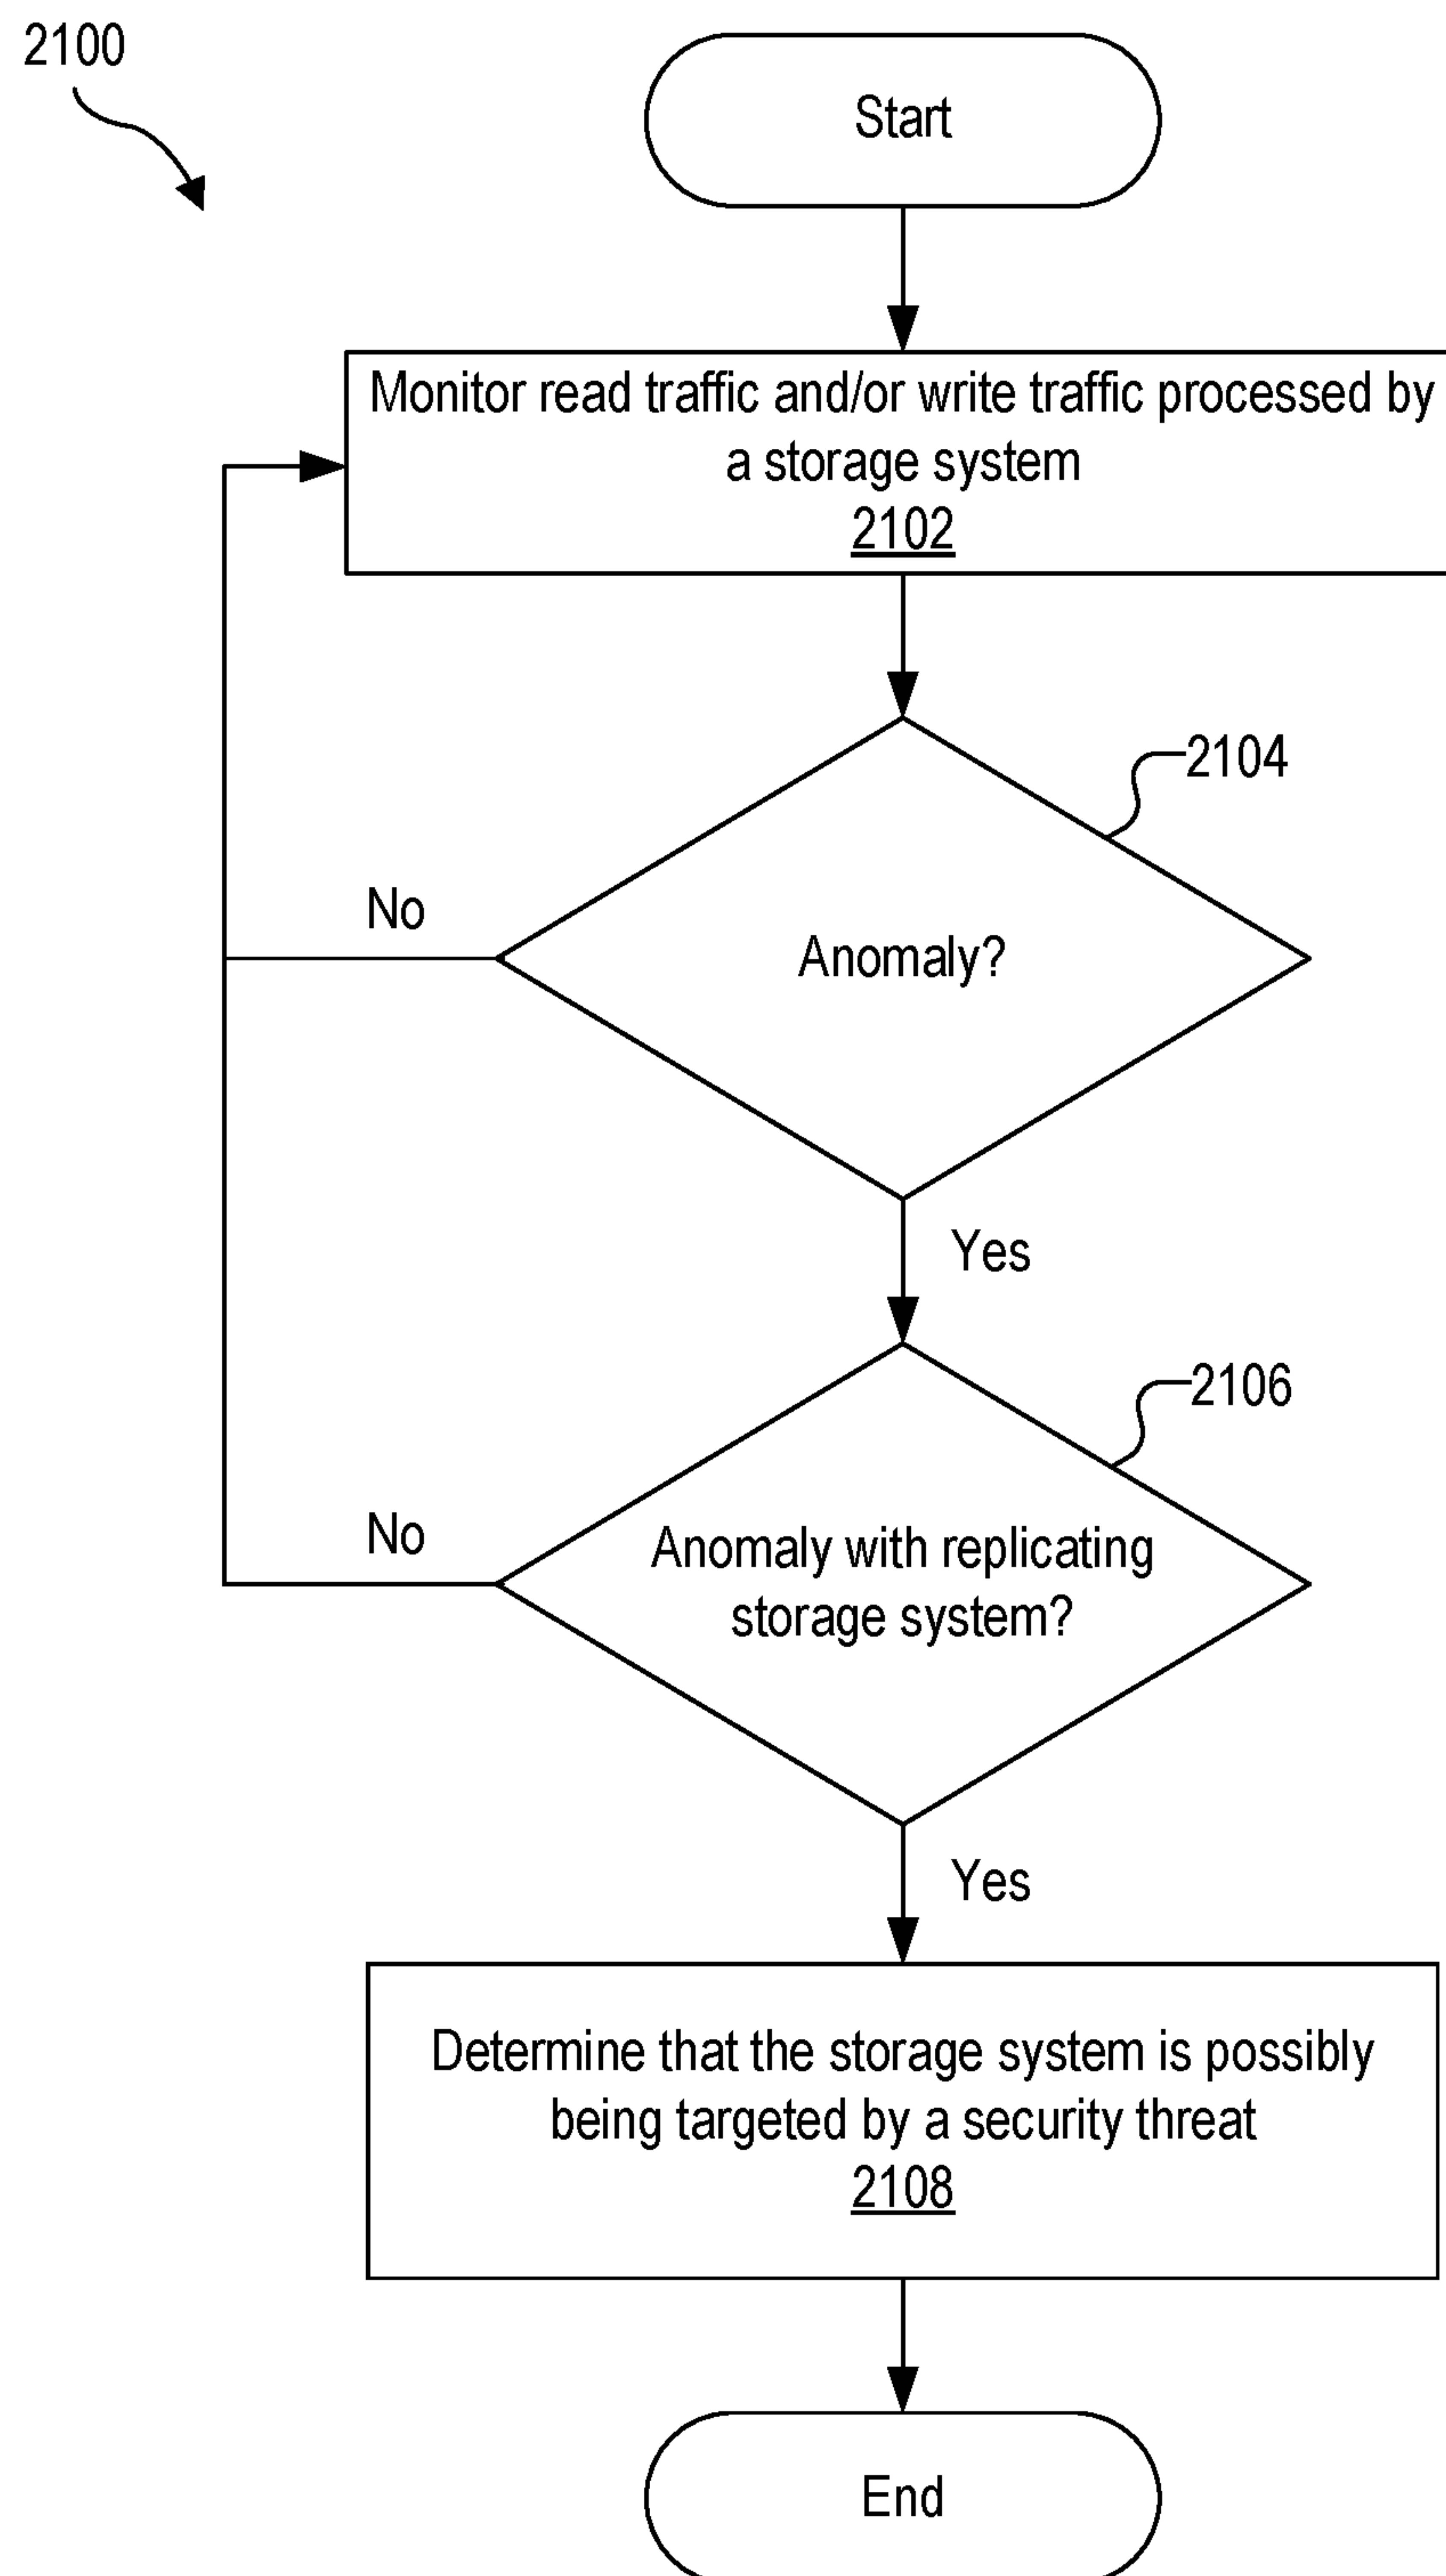 2100
Start
Monitor read traffic and/or write traffic processed by
a storage system
2102
2104
Anomaly?
No
Yes
2106
Anomaly with replicating
storage system?
No
Yes
Determine that the storage system is possibly
being targeted by a security threat
2108
End